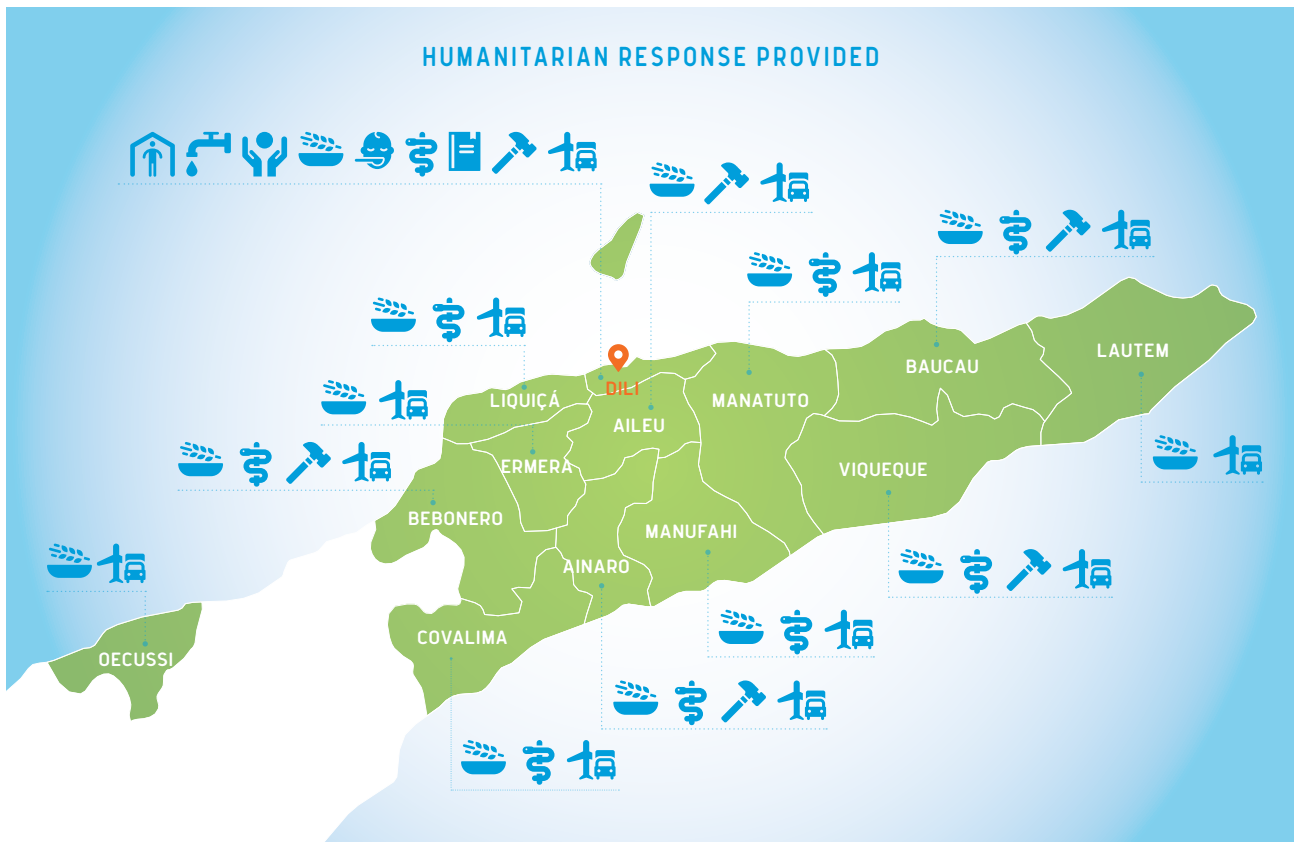 HUMANITARIAN RESPONSE PROVIDED
LAUTEM
BAUCAU
DILI
LIQUIÇÁ
MANATUTO
AILEU
ERMERA
VIQUEQUE
BEBONERO
MANUFAHI
AINARO
COVALIMA
OECUSSI